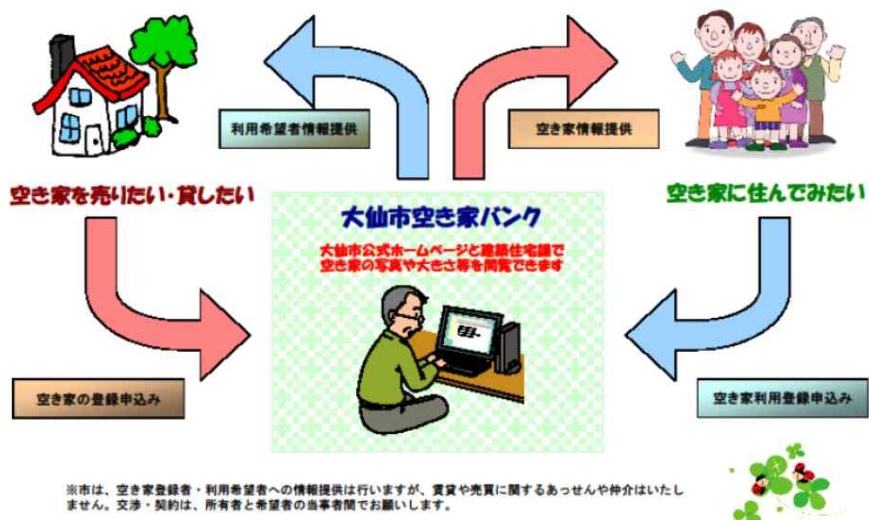 利用希望者情報提供
空き家情報提供
空き家を売りたい・貸したい
空き家に住んでみたい
大仙市空き家バンク
大仙市公式ホームページと建築住宅課で
空き家の写真や大きさ等を閲覧できます
空き家の登録申込み
空き家利用登録申込み
※市は、空き家登録者・利用希望者への情報提供は行いますが、賃貸や売買に関するあっせんや仲介はいたし
ません。交渉・契約は、所有者と希望者の当事者間でお願いします。